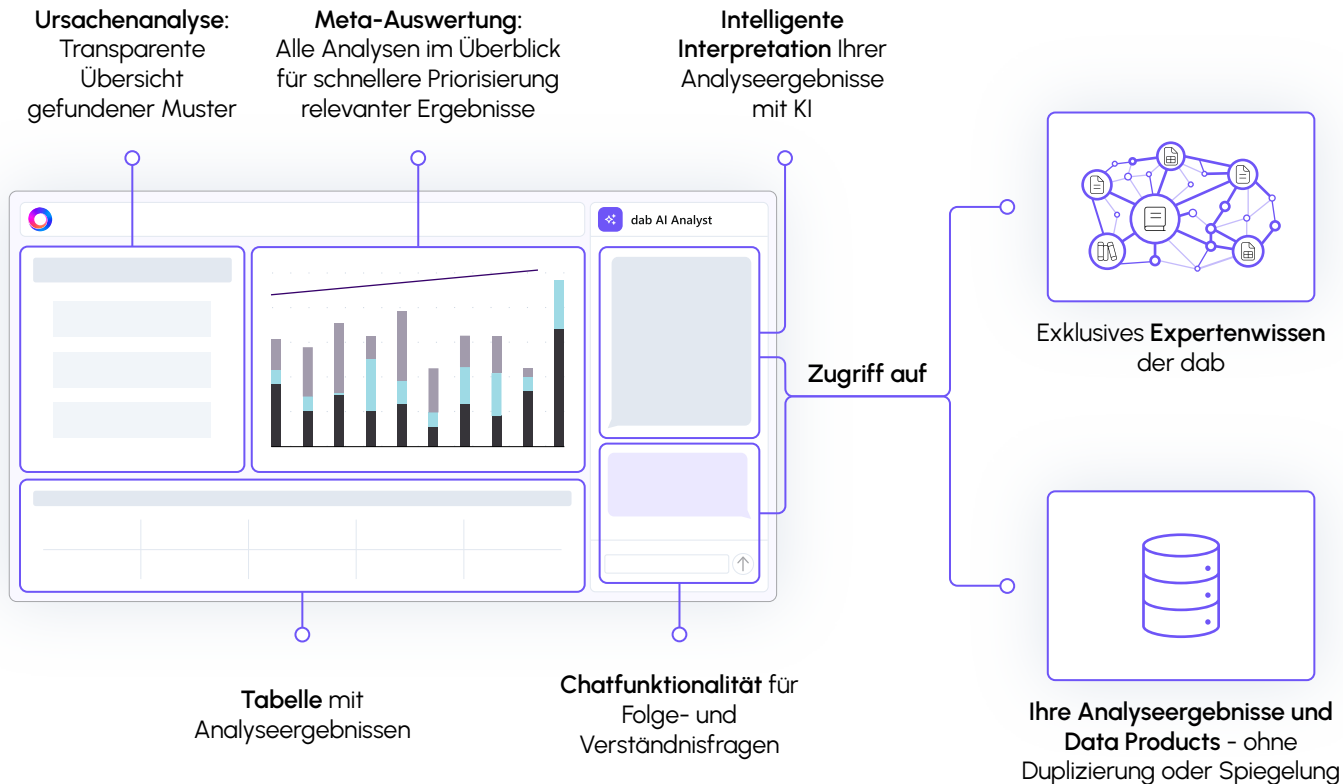 Ursachenanalyse:
Transparente
Übersicht
gefundener Muster
Meta-Auswertung:
Alle Analysen im Überblick
für schnellere Priorisierung
relevanter Ergebnisse
Intelligente
Interpretation Ihrer
Analyseergebnisse
mit KI
dab AI Analyst
Zugriff auf
Exklusives Expertenwissen
der dab
Tabelle mit
Analyseergebnissen
Chatfunktionalität für
Folge- und
Verständnisfragen
Ihre Analyseergebnisse und
Data Products - ohne
Duplizierung oder Spiegelung